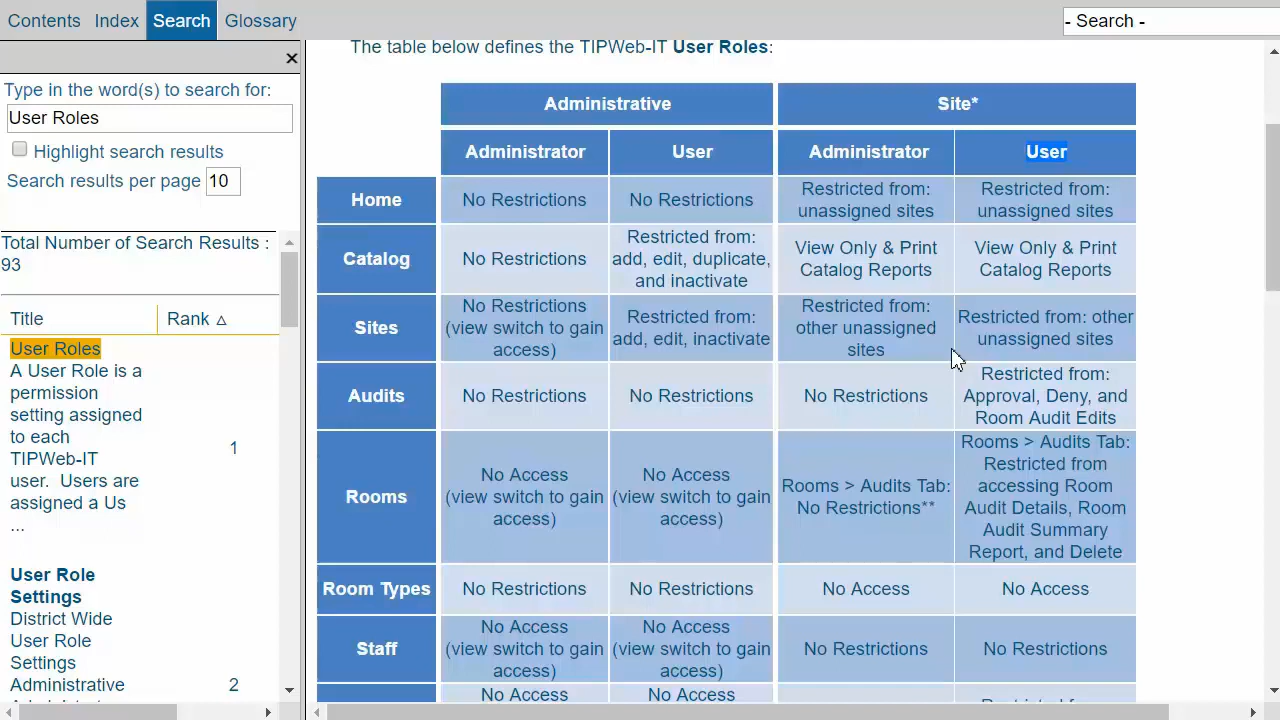 Contents Index Search Glossary
- Search -
Type in the word(s) to search for:
User Roles
Highlight search results
Search results per page 10
Total Number of Search Results :
93
Title Rank
User Roles
A User Role is a
permission
setting assigned
to each
TIPWeb-IT
user. Users are
assigned a Us
...
1
User Role
Settings
District Wide
User Role
Settings
Administrative
2
The table below defines the TIPWeb-IT User Roles:
Administrative Site*
Administrator User Administrator User
Home
No Restrictions
No Restrictions
Restricted from:
unassigned sites
Restricted from:
unassigned sites
Catalog
No Restrictions
Restricted from:
add, edit, duplicate,
and inactivate
View Only & Print
Catalog Reports
View Only & Print
Catalog Reports
Sites
No Restrictions
(view switch to gain
access)
Restricted from:
add, edit, inactivate
Restricted from:
other unassigned
sites
Restricted from: other
unassigned sites
Audits
No Restrictions
No Restrictions
No Restrictions
Restricted from:
Approval, Deny, and
Room Audit Edits
Rooms
No Access
(view switch to gain
access)
No Access
(view switch to gain
access)
Rooms > Audits Tab:
No Restrictions**
Rooms > Audits Tab:
Restricted from
accessing Room
Audit Details, Room
Audit Summary
Report, and Delete
Room Types
No Restrictions
No Restrictions
No Access
No Access
Staff
No Access
(view switch to gain
access)
No Access
(view switch to gain
access)
No Restrictions
No Restrictions
No Access
No Access